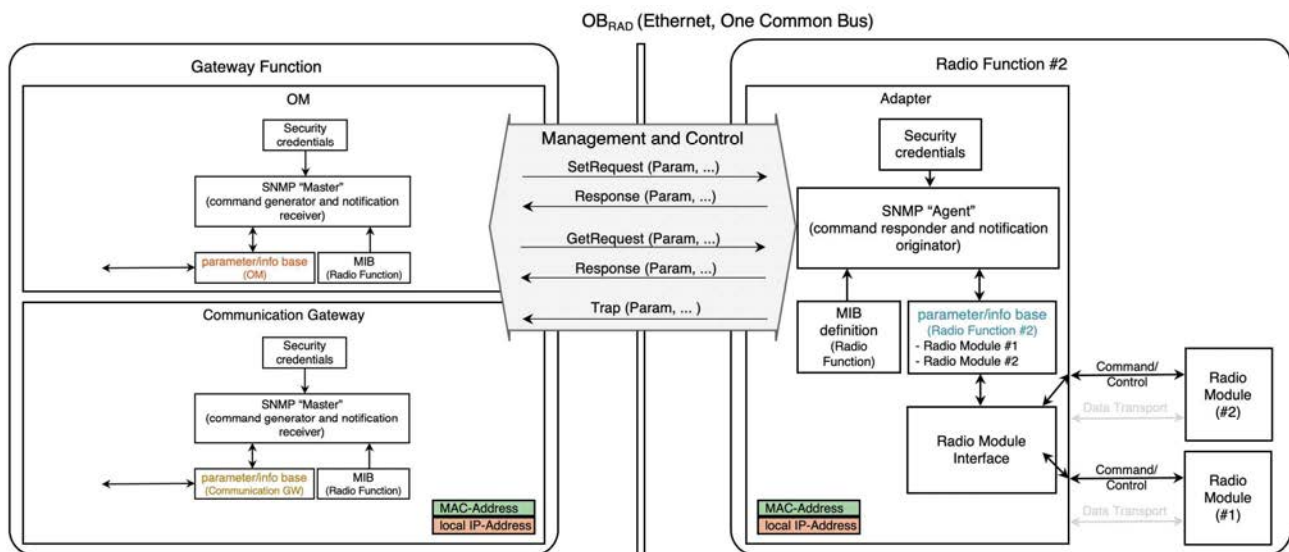 OBRAD (Ethernet, One Common Bus)
Gateway Function
OM
Security
credentials
SNMP “Master”
(command generator and notification
receiver)
parameter/info base
(OM)
MIB
(Radio Function)
Communication Gateway
Security
credentials
SNMP “Master”
(command generator and notification
receiver)
parameter/info base
(Communication GW)
MIB
(Radio Function)
MAC-Address
local IP-Address
Management and Control
SetRequest (Param, ...)
Response (Param, ...)
GetRequest (Param, ...)
Response (Param, ...)
Trap (Param, ... )
Radio Function #2
Adapter
Security
credentials
SNMP “Agent”
(command responder and notification
originator)
MIB
definition
(Radio
Function)
parameter/info base
(Radio Function #2)
- Radio Module #1
- Radio Module #2
Radio Module
Interface
MAC-Address
local IP-Address
Command/
Control
Data Transport
Radio
Module
(#2)
Command/
Control
Data Transport
Radio
Module
(#1)